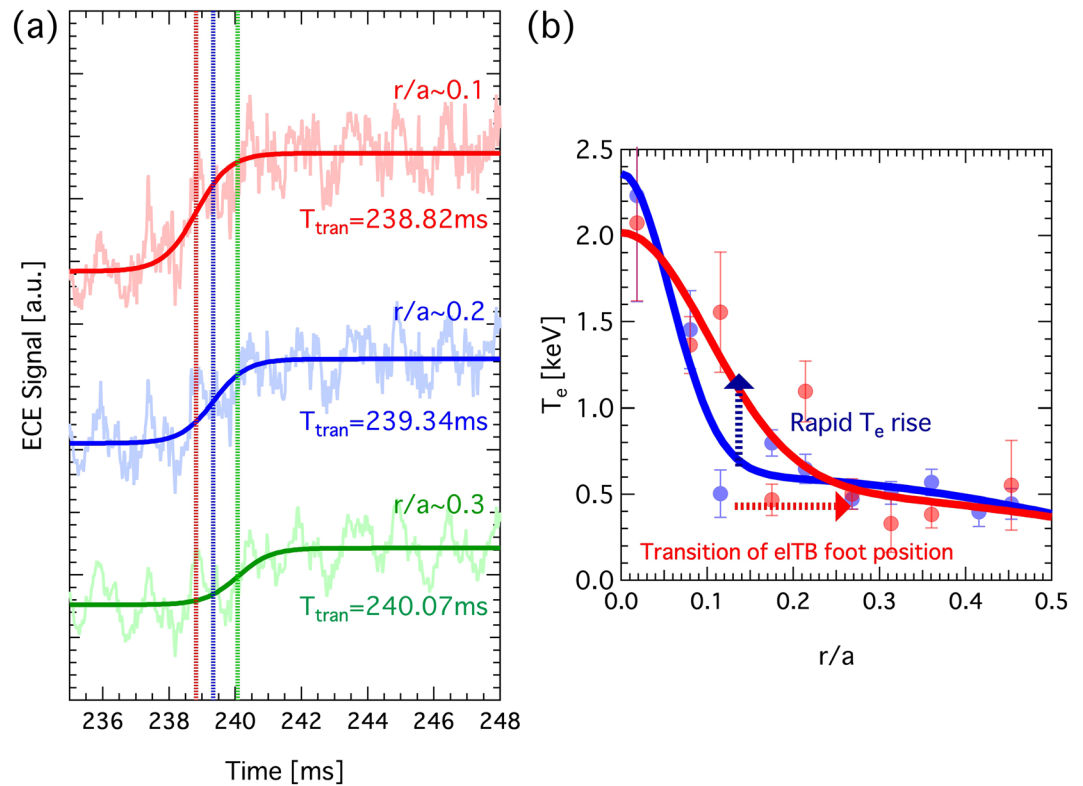 (a)
(b)
r/a~0.1
T_tran=238.82ms
r/a~0.2
T_tran=239.34ms
r/a~0.3
T_tran=240.07ms
ECE Signal [a.u.]
236 238 240 242 244 246 248
Time [ms]
2.5
2.0
1.5
1.0
0.5
0.0
T_e [keV]
Rapid T_e rise
Transition of eITB foot position
0.0 0.1 0.2 0.3 0.4 0.5
r/a